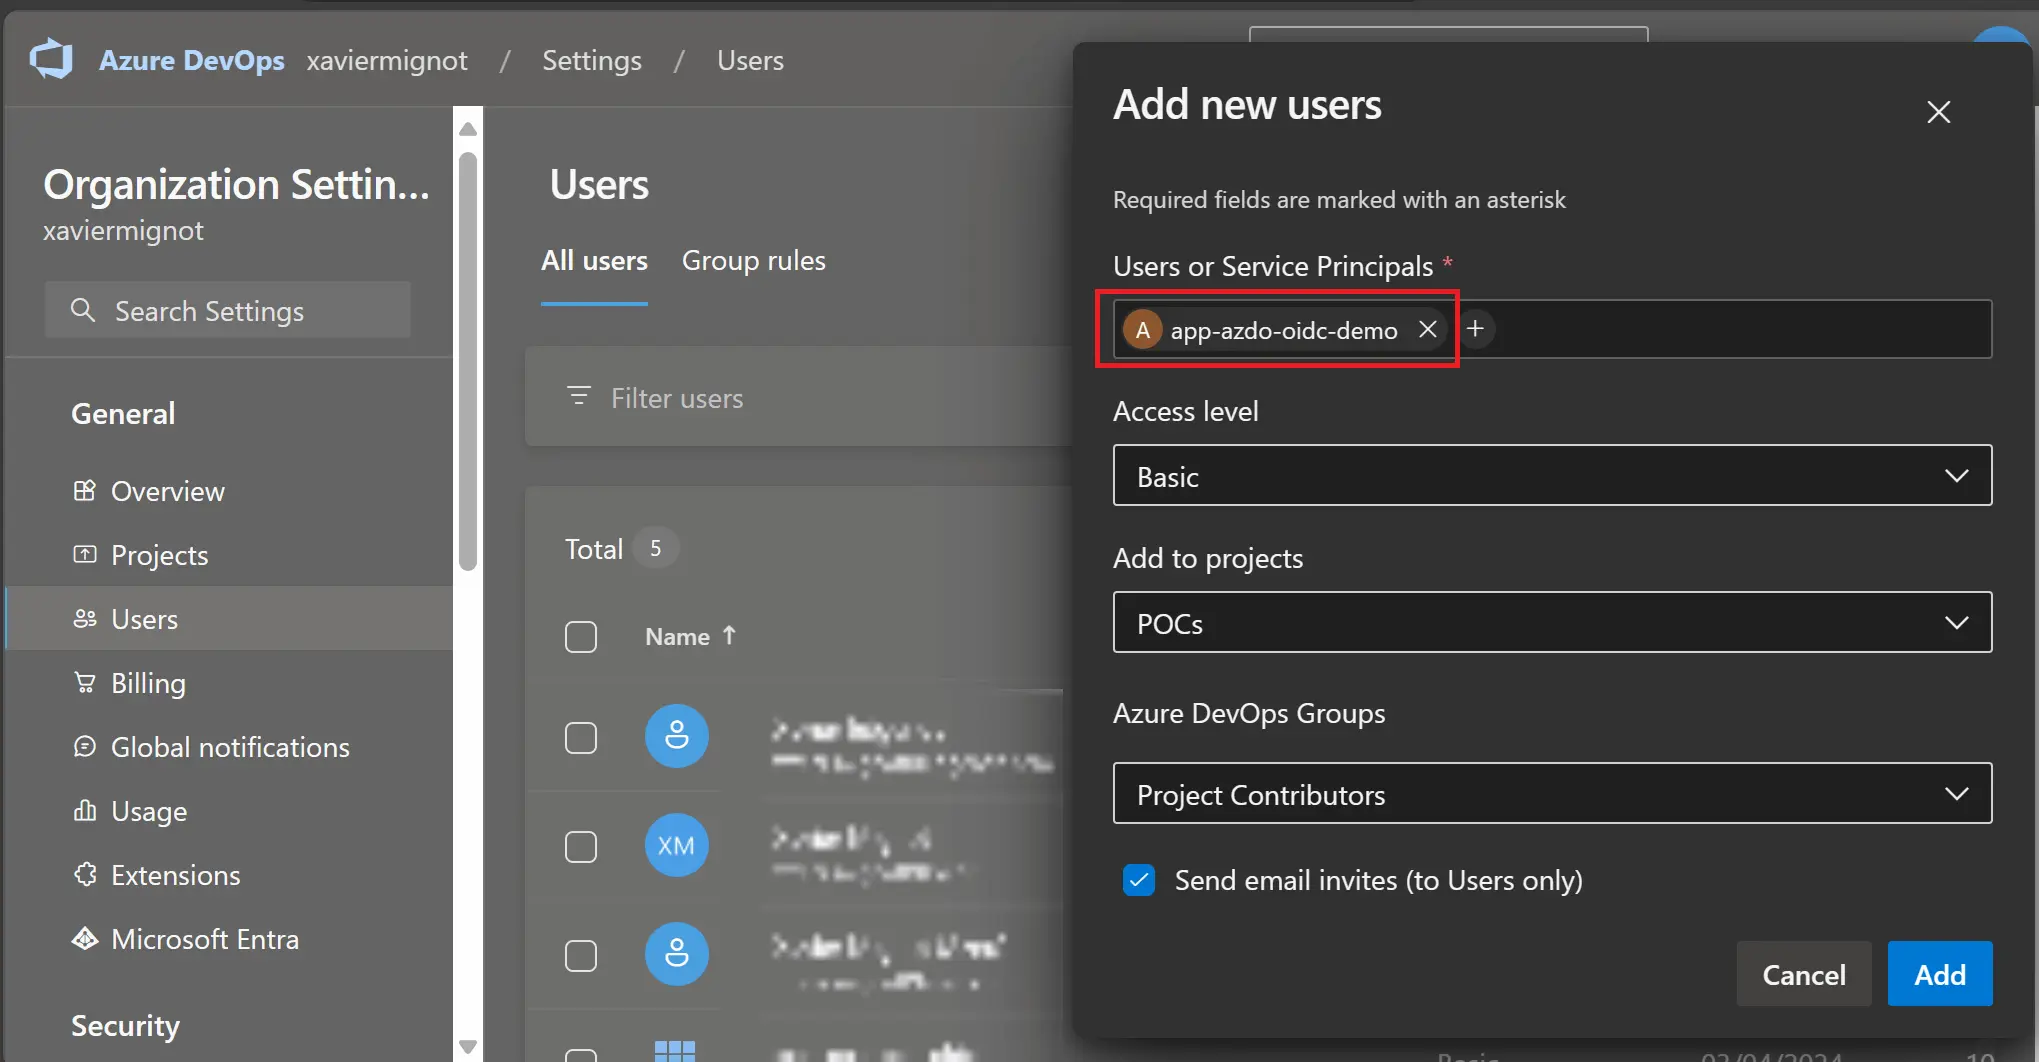 Azure DevOps xaviermignot / Settings / Users
Organization Settin...
xaviermignot
Search Settings
General
Overview
Projects
Users
Billing
Global notifications
Usage
Extensions
Microsoft Entra
Security
Users
All users Group rules
Filter users
Total 5
Name ↑
XM
Add new users
Required fields are marked with an asterisk
Users or Service Principals *
A app-azdo-oidc-demo
Access level
Basic
Add to projects
POCs
Azure DevOps Groups
Project Contributors
Send email invites (to Users only)
Cancel Add